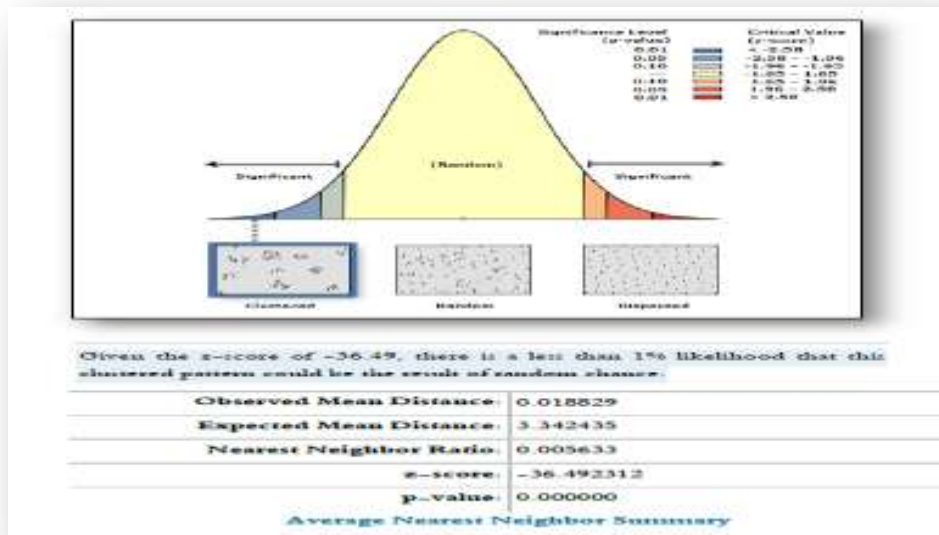 Significance Level Critical Value
(p-value) (z-score)
0.01 < -2.58
0.05 -2.58 - -1.96
0.10 -1.96 - -1.65
— -1.65 - 1.65
0.10 1.65 - 1.96
0.05 1.96 - 2.58
0.01 > 2.58
(Random)
Significant Significant
Clustered Random Dispersed
Given the z-score of -36.49, there is a less than 1% likelihood that this
clustered pattern could be the result of random chance.
Observed Mean Distance: 0.018829
Expected Mean Distance: 3.342435
Nearest Neighbor Ratio: 0.005633
z-score: -36.492312
p-value: 0.000000
Average Nearest Neighbor Summary